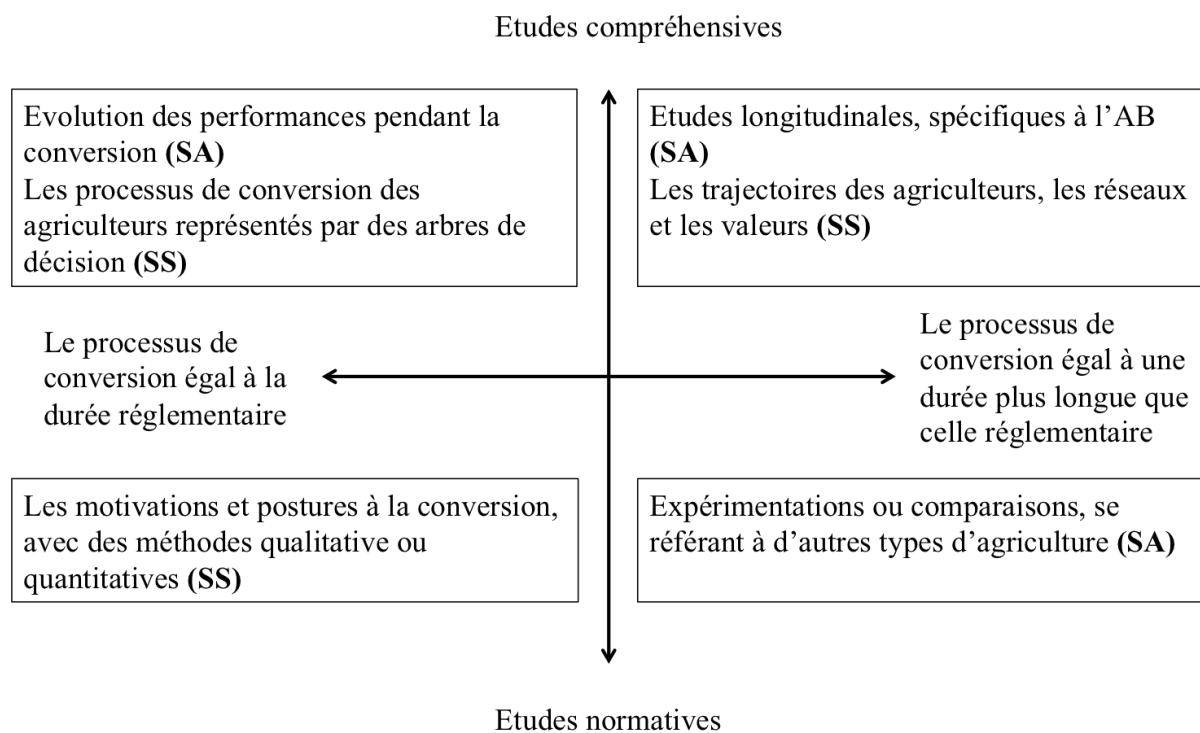 Etudes compréhensives
Evolution des performances pendant la
conversion (SA)
Les processus de conversion des
agriculteurs représentés par des arbres de
décision (SS)
Etudes longitudinales, spécifiques à l’AB
(SA)
Les trajectoires des agriculteurs, les réseaux
et les valeurs (SS)
Le processus de
conversion égal à la
durée réglementaire
Le processus de
conversion égal à une
durée plus longue que
celle réglementaire
Les motivations et postures à la conversion,
avec des méthodes qualitative ou
quantitatives (SS)
Expérimentations ou comparaisons, se
référant à d’autres types d’agriculture (SA)
Etudes normatives